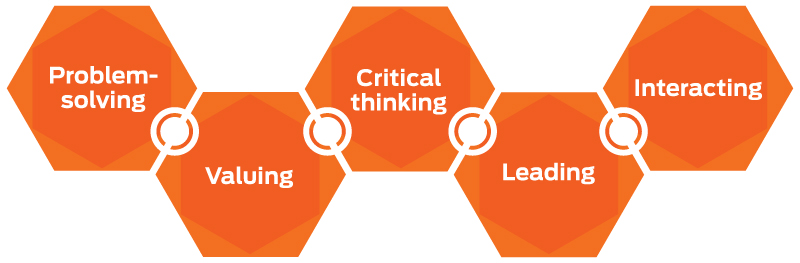 Problem-
solving
Valuing
Critical
thinking
Leading
Interacting